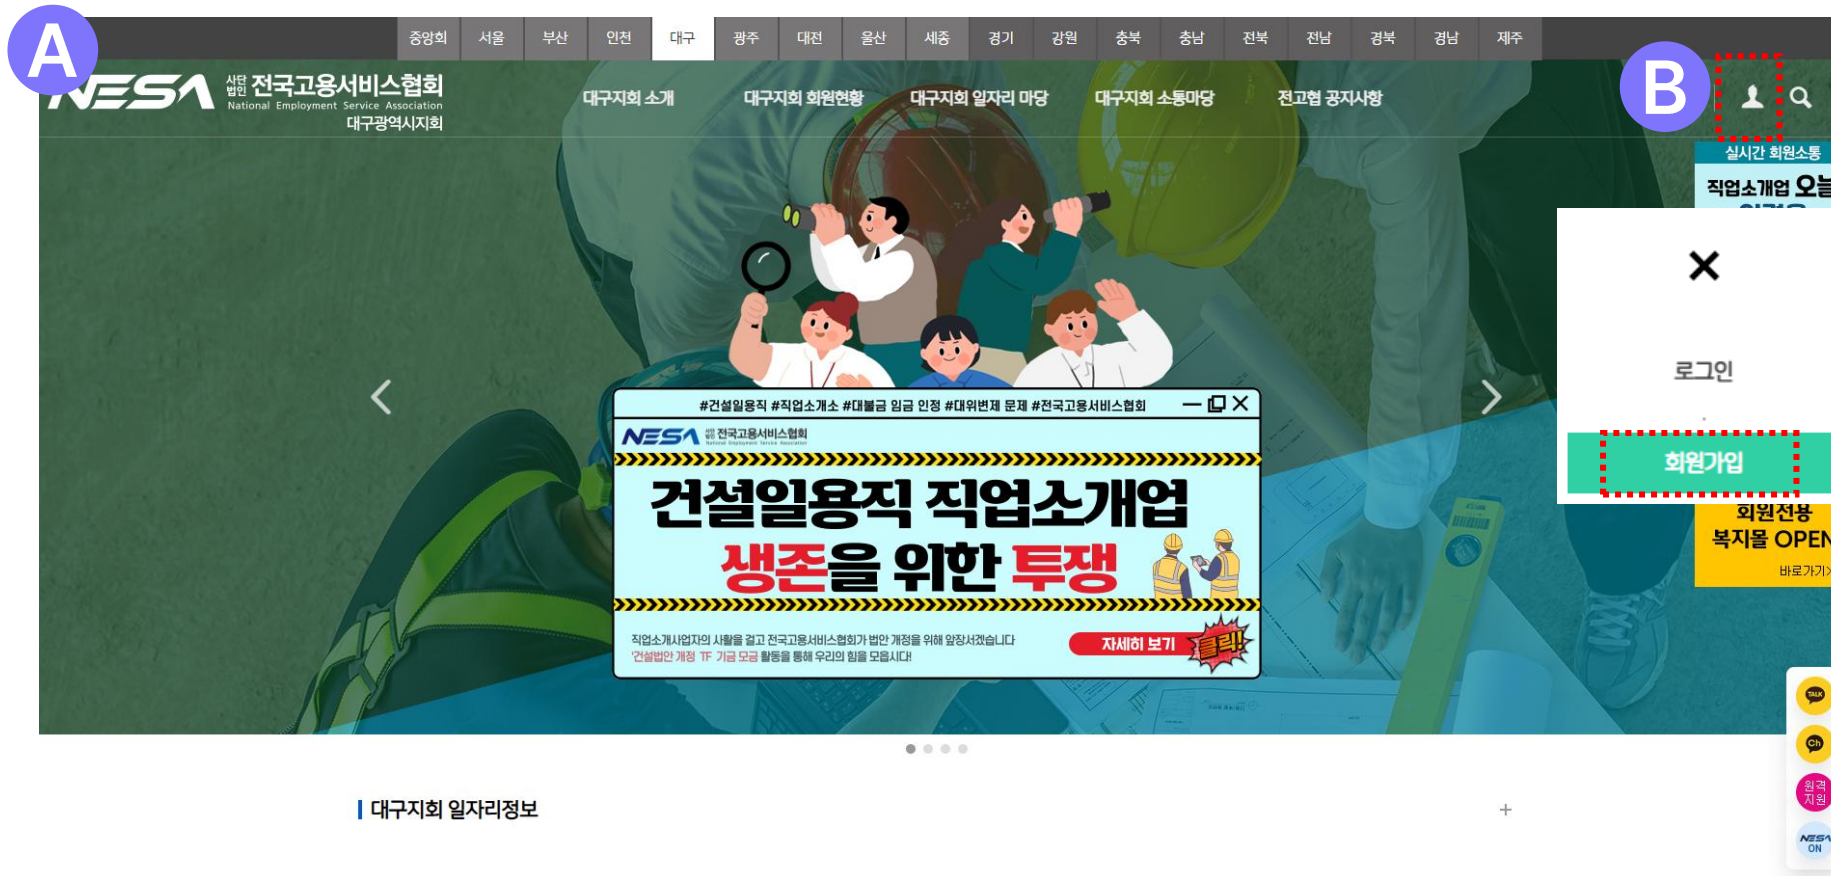 A
중앙회 서울 부산 인천 대구 광주 대전 울산 세종 경기 강원 충북 충남 전북 전남 경북 경남 제주
NESA 사단법인 전국고용서비스협회
National Employment Service Association
대구광역시지회
대구지회 소개 대구지회 회원현황 대구지회 일자리 마당 대구지회 소통마당 전고협 공지사항
B
실시간 회원소통
직업소개업 오늘
로그인
회원가입
회원전용
복지몰 OPEN
바로가기>
#건설일용직 #직업소개소 #대불금 임금 인정 #대위변제 문제 #전국고용서비스협회
NESA 사단법인 전국고용서비스협회
National Employment Service Association
건설일용직 직업소개업
생존을 위한 투쟁
직업소개사업자의 사활을 걸고 전국고용서비스협회가 법안 개정을 위해 앞장서겠습니다
'건설법안 개정 TF 기금 모금 활동을 통해 우리의 힘을 모읍시다!
자세히 보기
클릭!
TALK
Ch
원격
지원
NESA
ON
대구지회 일자리정보
+